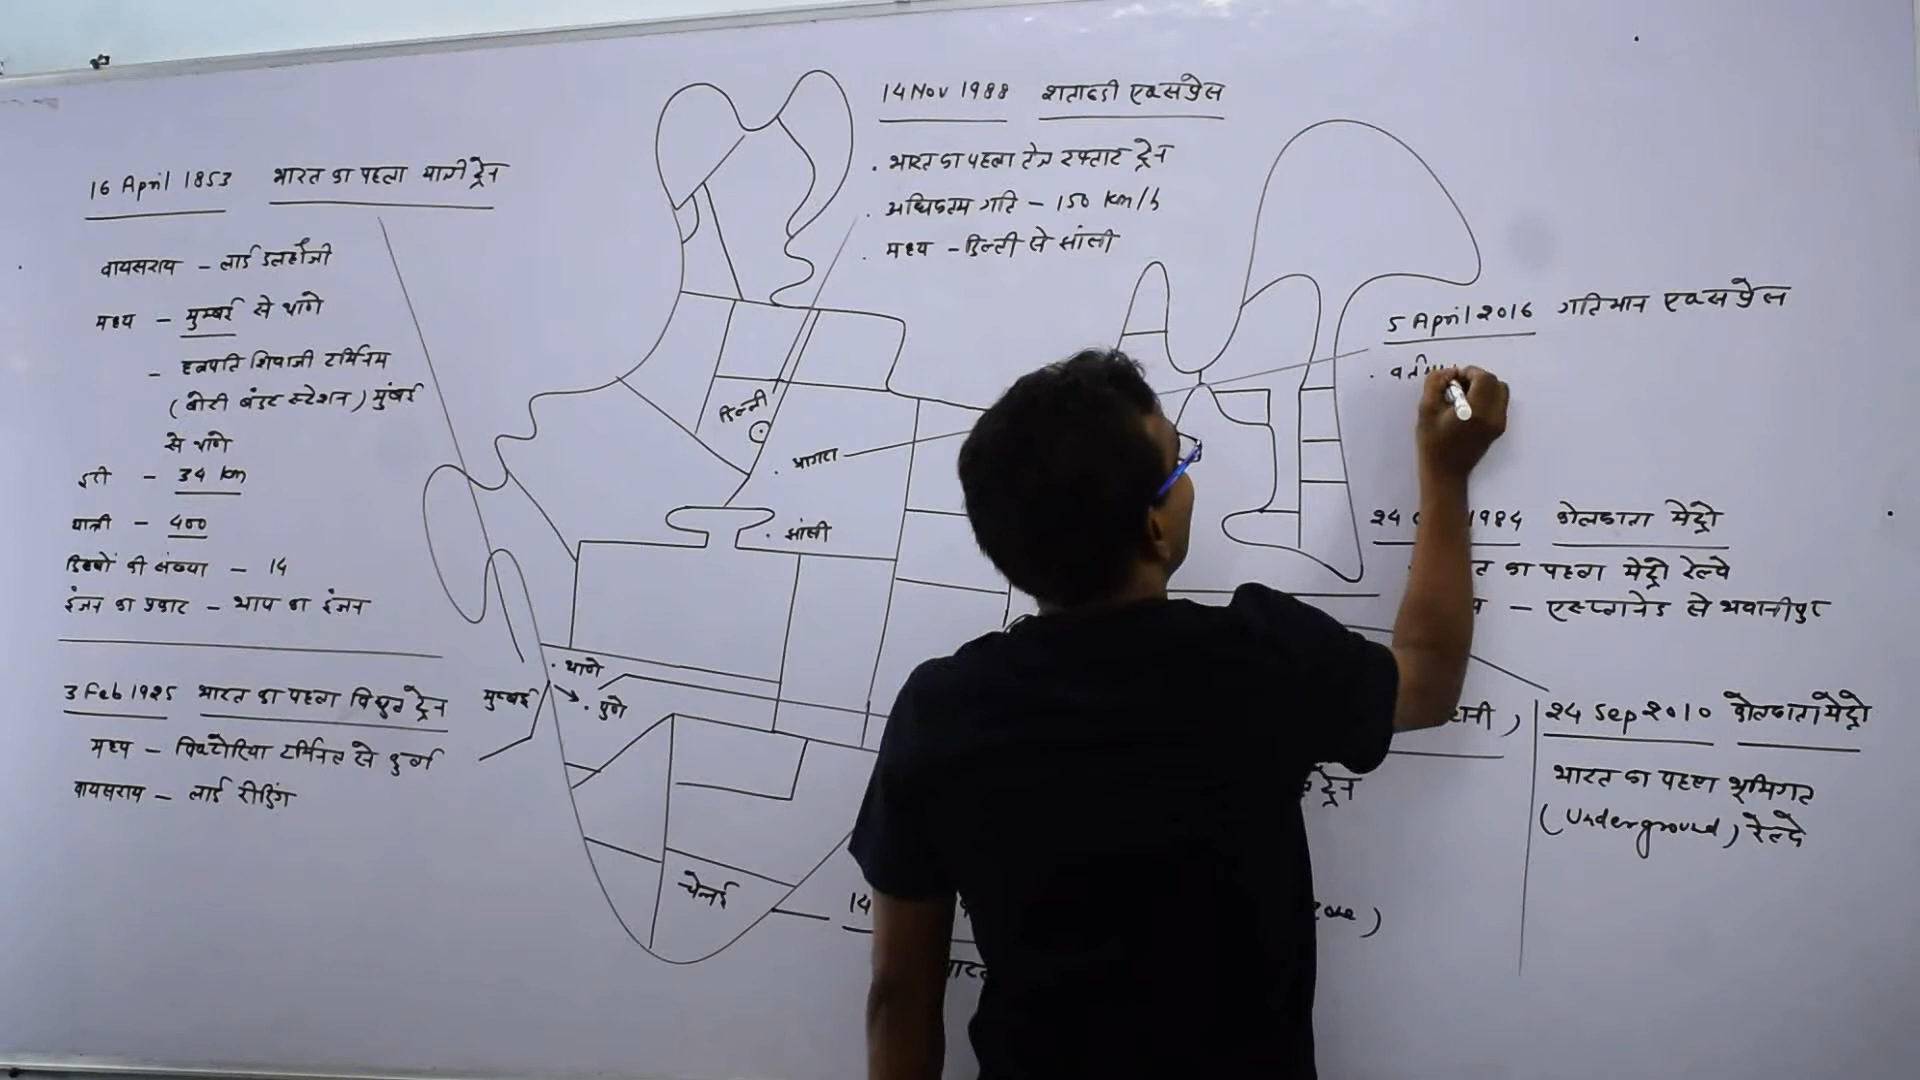 16 April 1853 भारत का पहला यात्री ट्रेन
वायसराय - लार्ड डलहौजी
मध्य - मुम्बई से थाणे
- छत्रपति शिवाजी टर्मिनस
(बोरी बंदर स्टेशन) मुंबई
से थाणे
दूरी - 34 km
यात्री - 400
डिब्बों की संख्या - 14
इंजन का प्रकार - भाप का इंजन
3 Feb 1925 भारत का पहला विद्युत ट्रेन
मध्य - विक्टोरिया टर्मिनल से कुर्ला
वायसराय - लार्ड रीडिंग
14 Nov 1988 शताब्दी एक्सप्रेस
. भारत का पहला तेज रफ्तार ट्रेन
. अधिकतम गति - 150 km/h
. मध्य - दिल्ली से झांसी
दिल्ली
. आगरा
. झांसी
. थाणे
मुम्बई
. पुणे
चेन्नई
5 April 2016 गतिमान एक्सप्रेस
24 1984 कोलकाता मेट्रो
का पहला मेट्रो रेल्वे
- एस्प्लानेड से भवानीपुर
)
24 Sep 2010 कोलकाता मेट्रो
भारत का पहला भूमिगत
(Underground) रेल्वे
ट्रेन
14
)